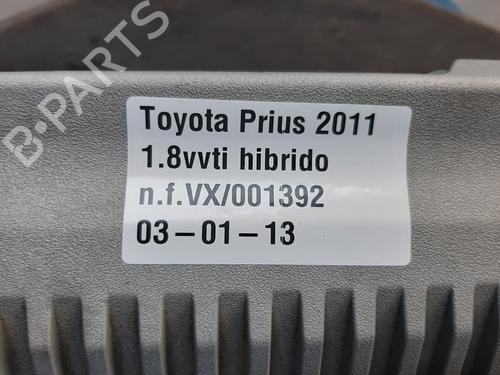 B-PARTS
Toyota Prius 2011
1.8vvti hibrido
n.f.VX/001392
03-01-13